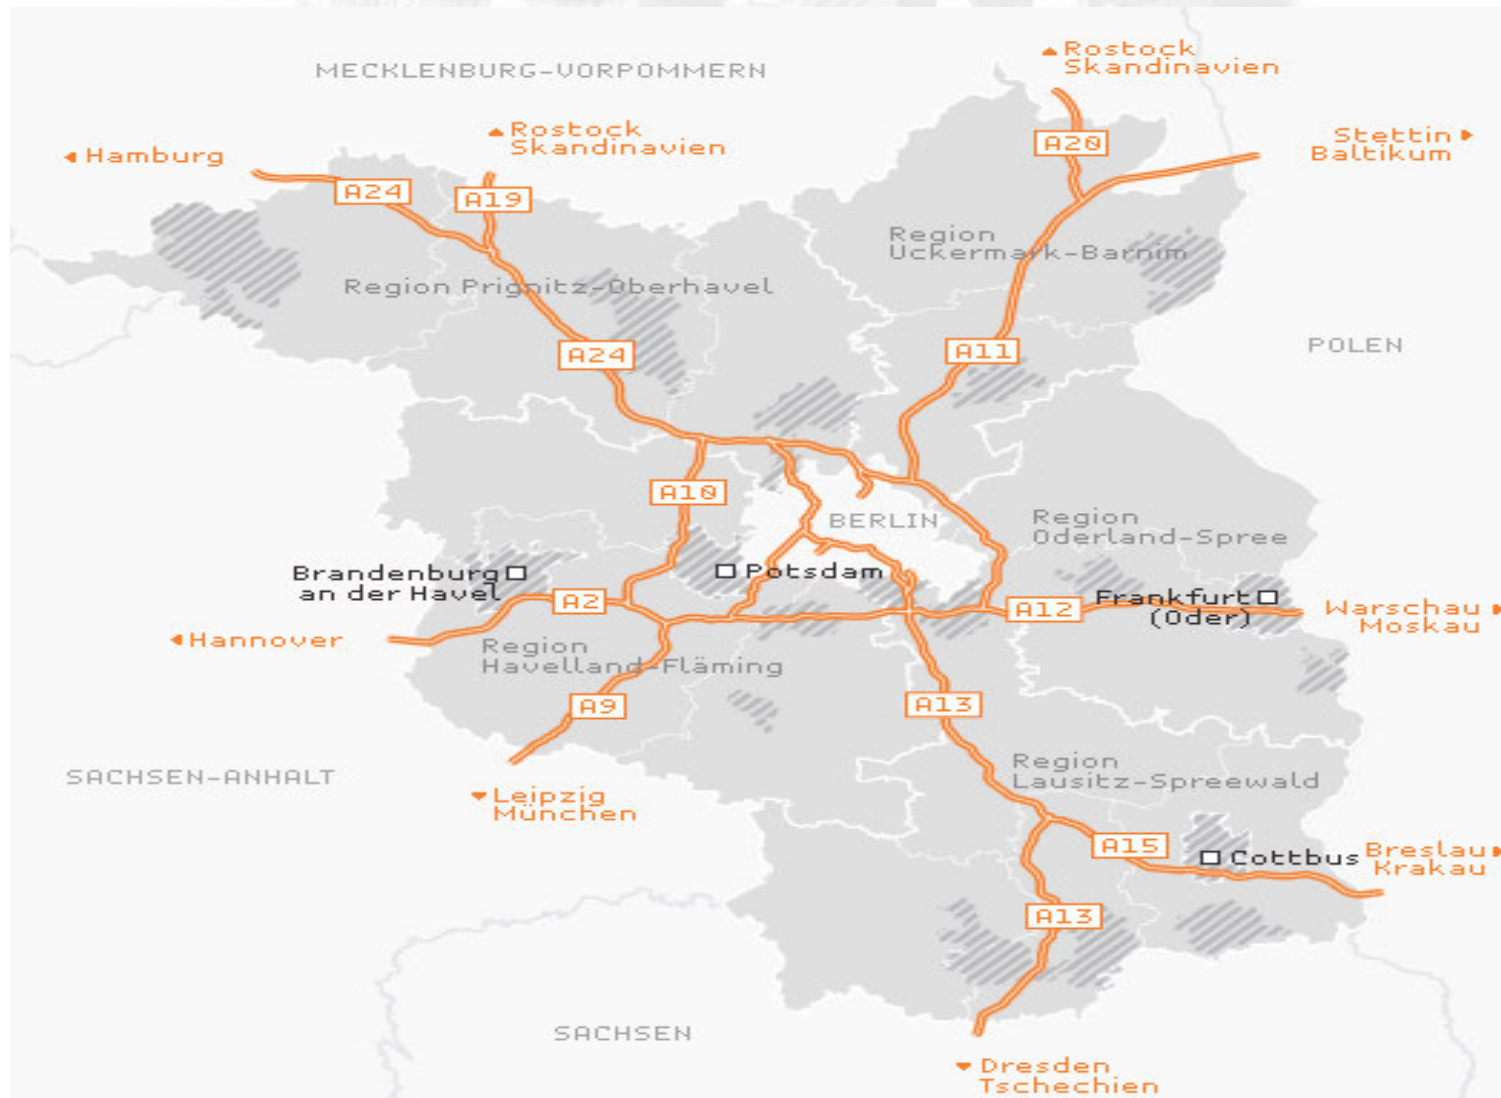 Rostock
Skandinavien
MECKLENBURG-VORPOMMERN
Rostock
Skandinavien
Hamburg
A20
Stettin
Baltikum
A24
A19
Region
Uckermark-Barnim
Region Prignitz-Oberhavel
POLEN
A24
A11
A10
BERLIN
Region
Oderland-Spree
Brandenburg
an der Havel
Potsdam
A2
A12
Frankfurt
(Oder)
Warschau
Moskau
Hannover
Region
Havelland-Fläming
A9
A13
SACHSEN-ANHALT
Region
Lausitz-Spreewald
Leipzig
München
A15
Cottbus
Breslau
Krakau
A13
SACHSEN
Dresden
Tschechien